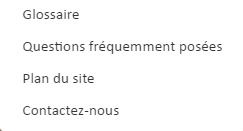 Glossaire
Questions fréquemment posées
Plan du site
Contactez-nous